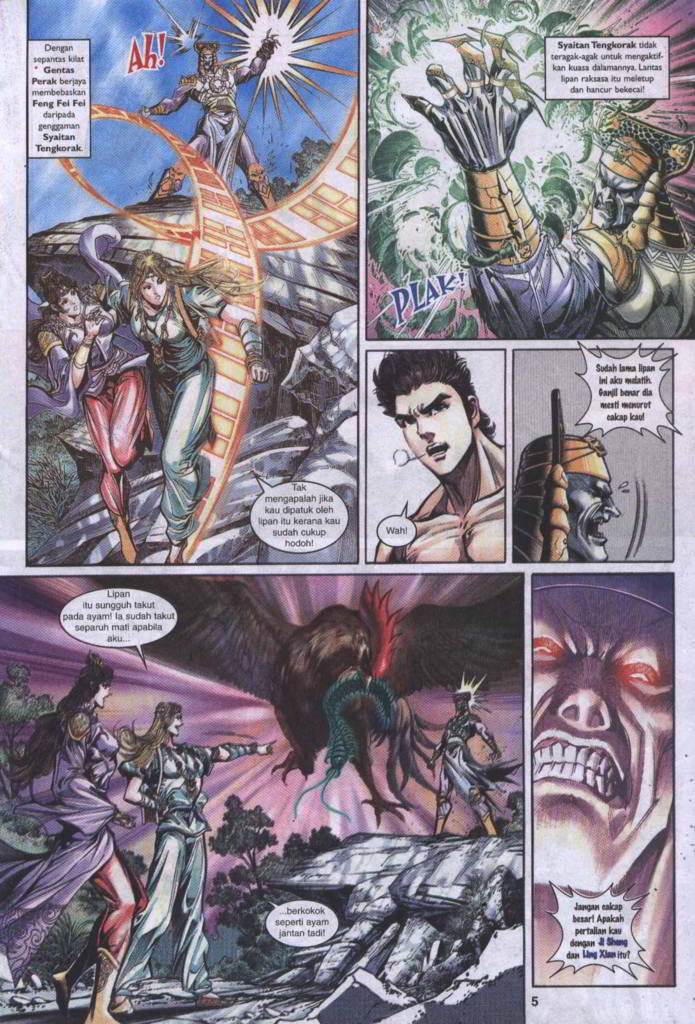 Dengan
sepantas kilat
* Gentas
Perak berjaya
membebaskan
Feng Fei Fei
daripada
genggaman
Syaitan
Tengkorak.
AH!
Syaitan Tengkorak tidak
teragak-agak untuk mengaktif-
kan kuasa dalamannya. Lantas
lipan raksasa itu meletup
dan hancur bekecai!
PLAK!
Tak
mengapalah jika
kau dipatuk oleh
lipan itu kerana kau
sudah cukup
hodoh!
Wah!
Sudah lama lipan
ini aku melatih.
Ganjil benar dia
mesti menurut
cakap kau!
Lipan
itu sungguh takut
pada ayam! Ia sudah takut
separuh mati apabila
aku...
...berkokok
seperti ayam
jantan tadi!
Jangan cakap
besar! Apakah
pertalian kau
dengan Ji Sheng
dan Ling Xian itu?
5